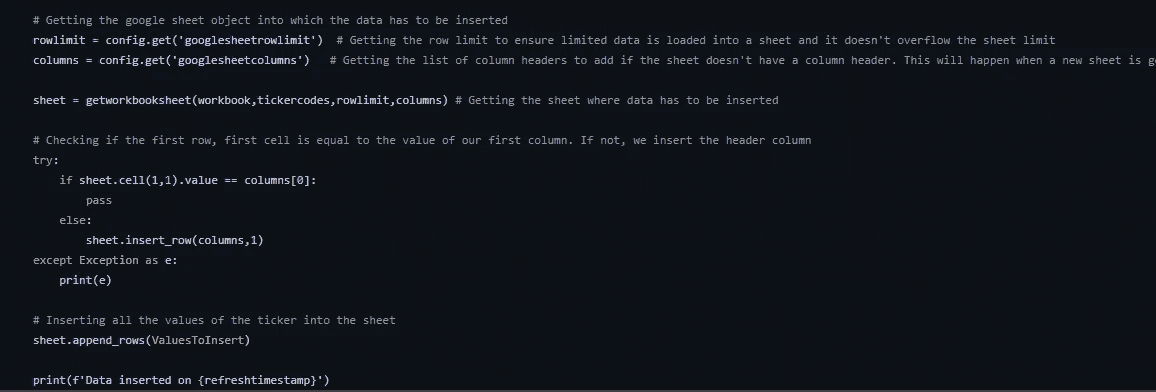 # Getting the google sheet object into which the data has to be inserted
rowlimit = config.get('googlesheetrowlimit')  # Getting the row limit to ensure limited data is loaded into a sheet and it doesn't overflow the sheet limit
columns = config.get('googlesheetcolumns')   # Getting the list of column headers to add if the sheet doesn't have a column header. This will happen when a new sheet is
sheet = getworkbooksheet(workbook,tickercodes,rowlimit,columns) # Getting the sheet where data has to be inserted
# Checking if the first row, first cell is equal to the value of our first column. If not, we insert the header column
try:
    if sheet.cell(1,1).value == columns[0]:
        pass
    else:
        sheet.insert_row(columns,1)
except Exception as e:
    print(e)
# Inserting all the values of the ticker into the sheet
sheet.append_rows(ValuesToInsert)
print(f'Data inserted on {refreshtimestamp}')